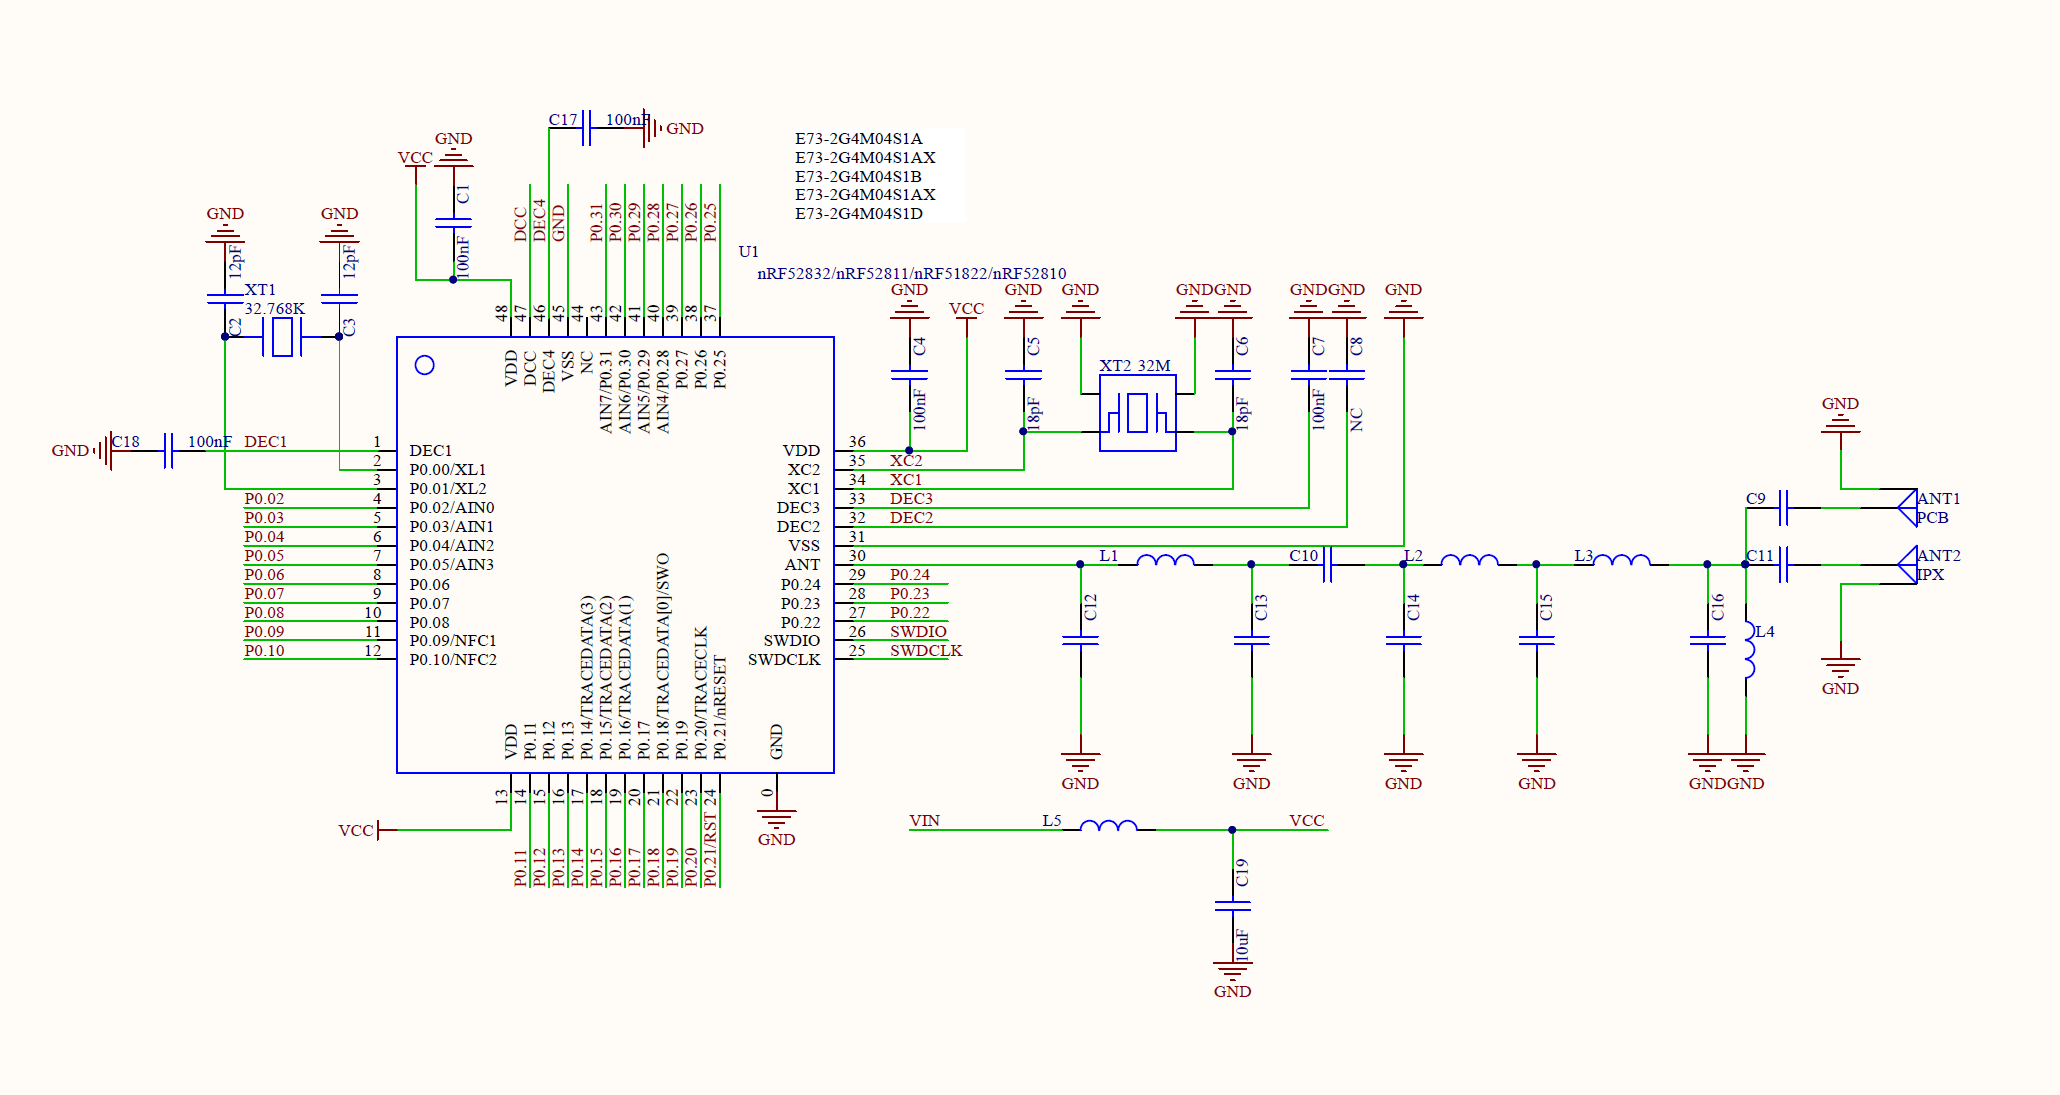 C17
100nF
GND
E73-2G4M04S1A
E73-2G4M04S1AX
E73-2G4M04S1B
E73-2G4M04S1AX
E73-2G4M04S1D
VCC
GND
C1
100nF
GND
GND
12pF
12pF
XT1
32.768K
C2
C3
DCC
DEC4
GND
P0.31
P0.30
P0.29
P0.28
P0.27
P0.26
P0.25
U1
nRF52832/nRF52811/nRF51822/nRF52810
48
47
46
45
44
43
42
41
40
39
38
37
VDD
DCC
DEC4
VSS
NC
AIN7/P0.31
AIN6/P0.30
AIN5/P0.29
AIN4/P0.28
P0.27
P0.26
P0.25
GND
VCC
GND
GND
GND
GND
GND
GND
GND
C4
C5
C6
C7
C8
XT2 32M
100nF
18pF
18pF
100nF
NC
GND
C18
100nF
DEC1
1
DEC1
2
P0.00/XL1
3
P0.01/XL2
P0.02
4
P0.02/AIN0
P0.03
5
P0.03/AIN1
P0.04
6
P0.04/AIN2
P0.05
7
P0.05/AIN3
P0.06
8
P0.06
P0.07
9
P0.07
P0.08
10
P0.08
P0.09
11
P0.09/NFC1
P0.10
12
P0.10/NFC2
VDD
36
XC2
35
XC2
XC1
34
XC1
DEC3
33
DEC3
DEC2
32
DEC2
VSS
31
ANT
30
P0.24
29
P0.24
P0.23
28
P0.23
P0.22
27
P0.22
SWDIO
26
SWDIO
SWDCLK
25
SWDCLK
GND
C9
ANT1
PCB
L1
C10
L2
L3
C11
ANT2
IPX
C12
C13
C14
C15
C16
L4
GND
GND
GND
GND
GND
GND
GND
VDD
P0.11
P0.12
P0.13
P0.14/TRACEDATA(3)
P0.15/TRACEDATA(2)
P0.16/TRACEDATA(1)
P0.17
P0.18/TRACEDATA[0]/SWO
P0.19
P0.20/TRACECLK
P0.21/nRESET
GND
13
14
15
16
17
18
19
20
21
22
23
24
0
VCC
GND
P0.11
P0.12
P0.13
P0.14
P0.15
P0.16
P0.17
P0.18
P0.19
P0.20
P0.21/RST
VIN
L5
VCC
C19
10uF
GND